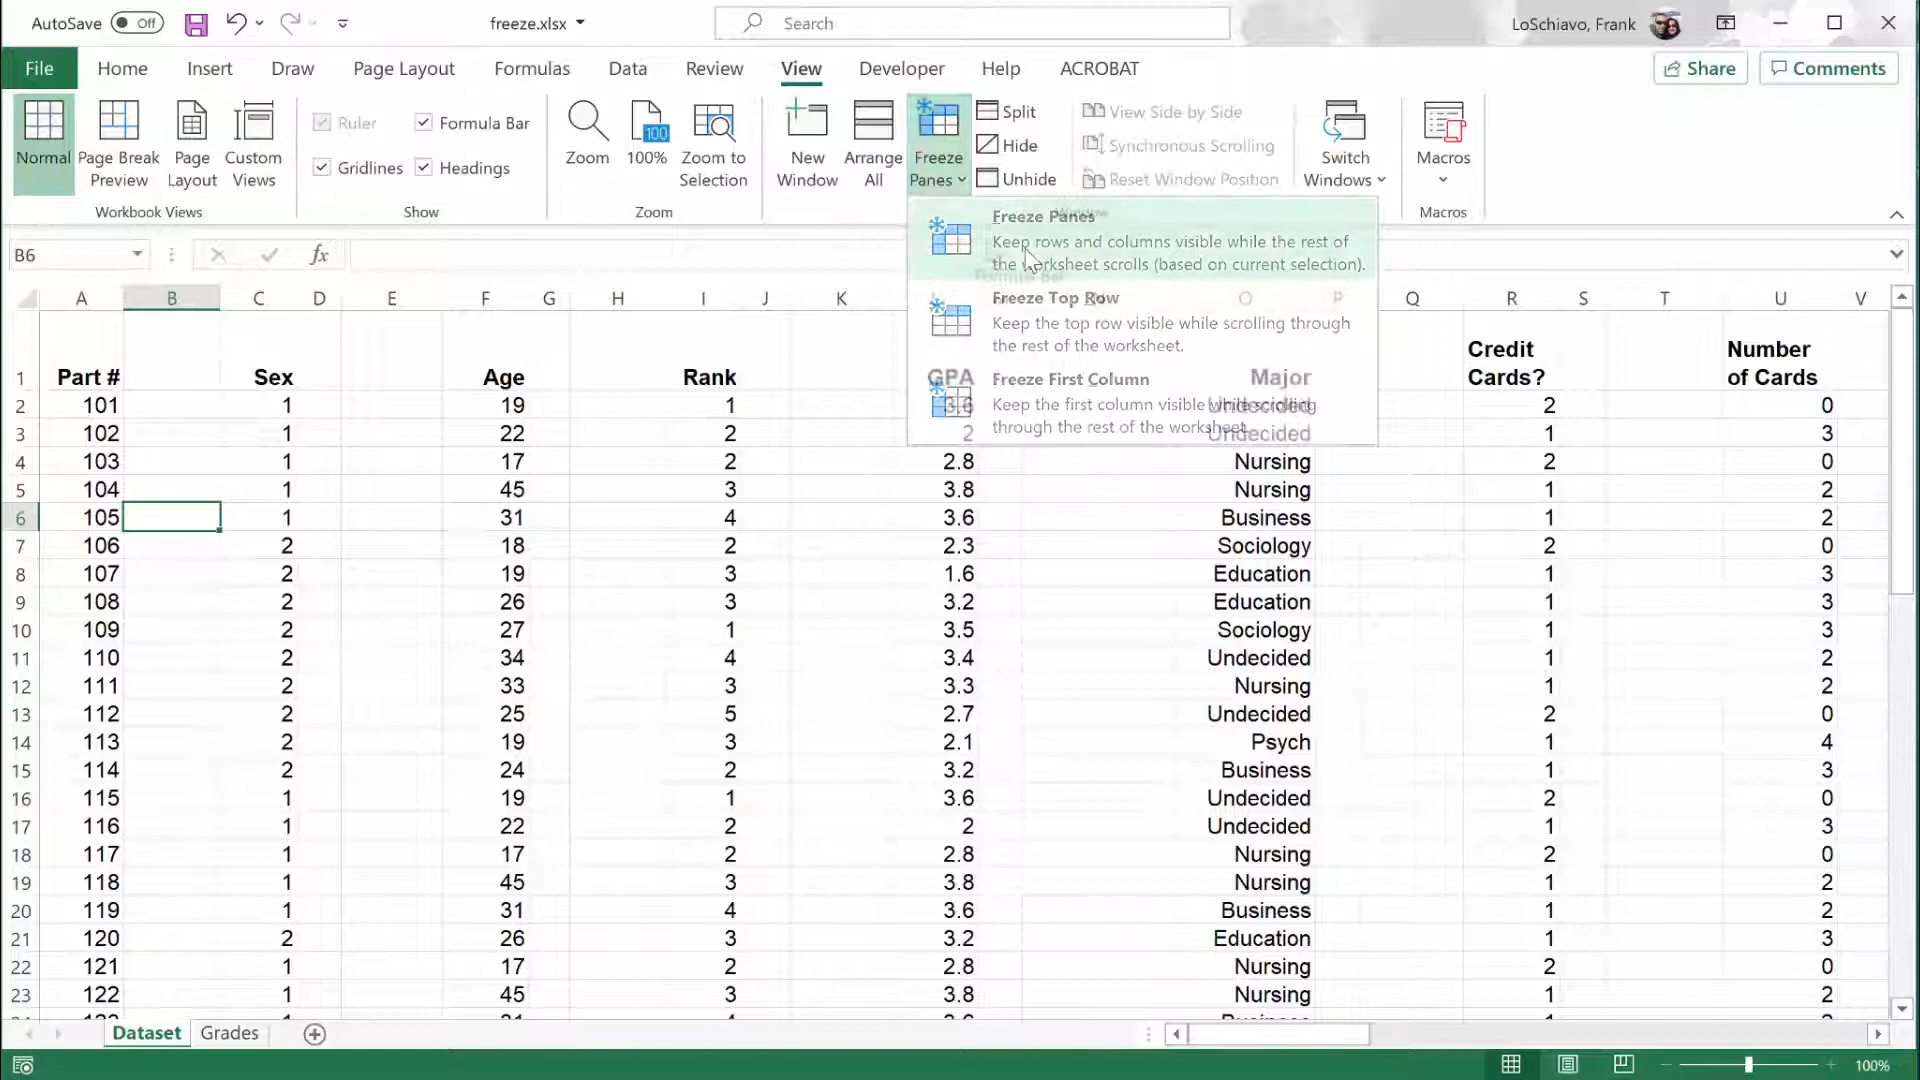 AutoSave Off freeze.xlsx Search LoSchiavo, Frank
File Home Insert Draw Page Layout Formulas Data Review View Developer Help ACROBAT Share Comments
Normal
Page Break
Preview
Page
Layout
Custom
Views
Workbook Views
Ruler Formula Bar
Gridlines Headings
Show
Zoom
100
100%
Zoom to
Selection
Zoom
New
Window
Arrange
All
Freeze
Panes
Split
Hide
Unhide
View Side by Side
Synchronous Scrolling
Reset Window Position
Window
Switch
Windows
Macros
Macros
Freeze Panes
Keep rows and columns visible while the rest of
the worksheet scrolls (based on current selection).
Freeze Top Row
Keep the top row visible while scrolling through
the rest of the worksheet.
Freeze First Column
Keep the first column visible while scrolling
through the rest of the worksheet.
B6 fx
Formula Bar
A B C D E F G H I J K O P Q R S T U V
1 Part # Sex Age Rank GPA Major Credit Cards? Number of Cards
2 101 1 19 1 3.6 Undecided 2 0
3 102 1 22 2 2 Undecided 1 3
4 103 1 17 2 2.8 Nursing 2 0
5 104 1 45 3 3.8 Nursing 1 2
6 105 1 31 4 3.6 Business 1 2
7 106 2 18 2 2.3 Sociology 2 0
8 107 2 19 3 1.6 Education 1 3
9 108 2 26 3 3.2 Education 1 3
10 109 2 27 1 3.5 Sociology 1 3
11 110 2 34 4 3.4 Undecided 1 2
12 111 2 33 3 3.3 Nursing 1 2
13 112 2 25 5 2.7 Undecided 2 0
14 113 2 19 3 2.1 Psych 1 4
15 114 2 24 2 3.2 Business 1 3
16 115 1 19 1 3.6 Undecided 2 0
17 116 1 22 2 2 Undecided 1 3
18 117 1 17 2 2.8 Nursing 2 0
19 118 1 45 3 3.8 Nursing 1 2
20 119 1 31 4 3.6 Business 1 2
21 120 2 26 3 3.2 Education 1 3
22 121 1 17 2 2.8 Nursing 2 0
23 122 1 45 3 3.8 Nursing 1 2
Dataset Grades
100%